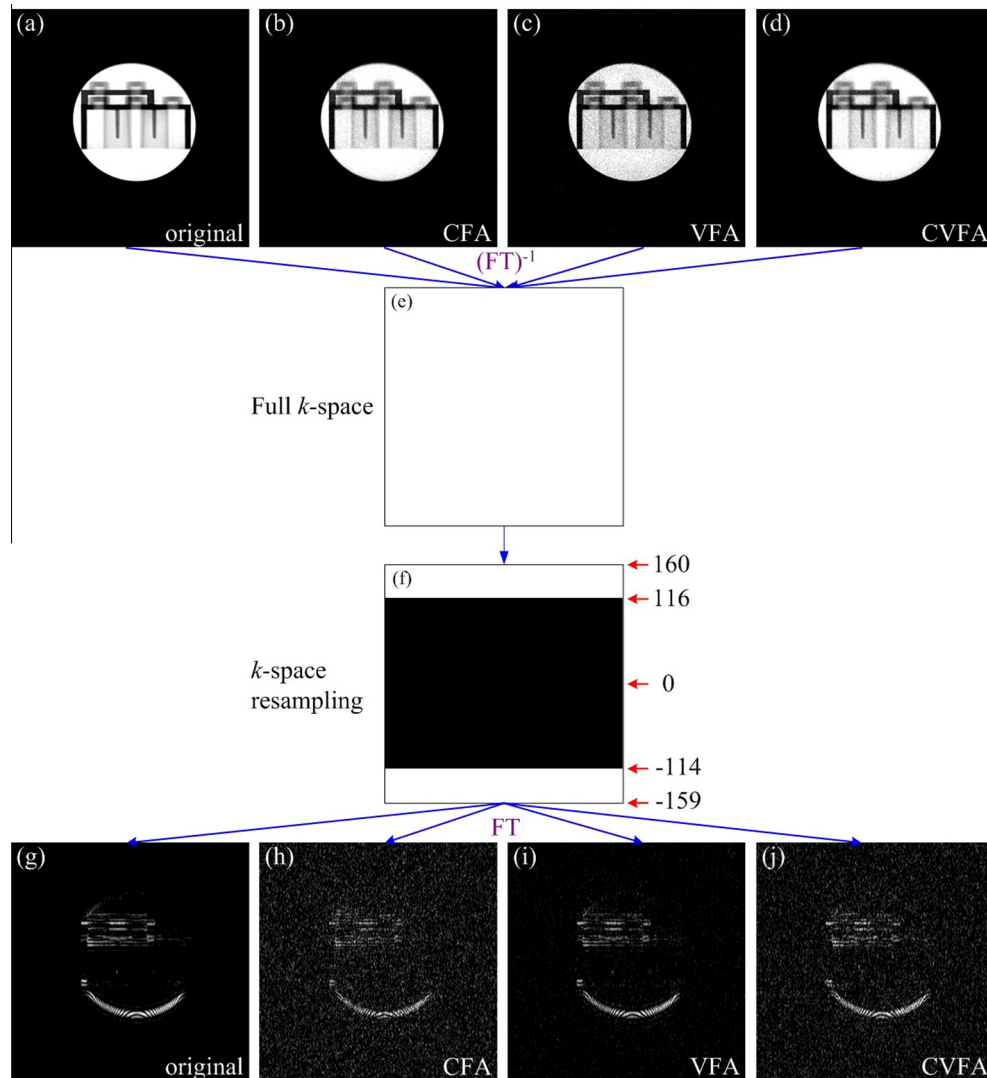 (a) (b) (c) (d)
original CFA VFA CVFA
(FT)⁻¹
(e)
Full k-space
(f)
160
116
k-space
resampling
0
-114
-159
FT
(g) (h) (i) (j)
original CFA VFA CVFA